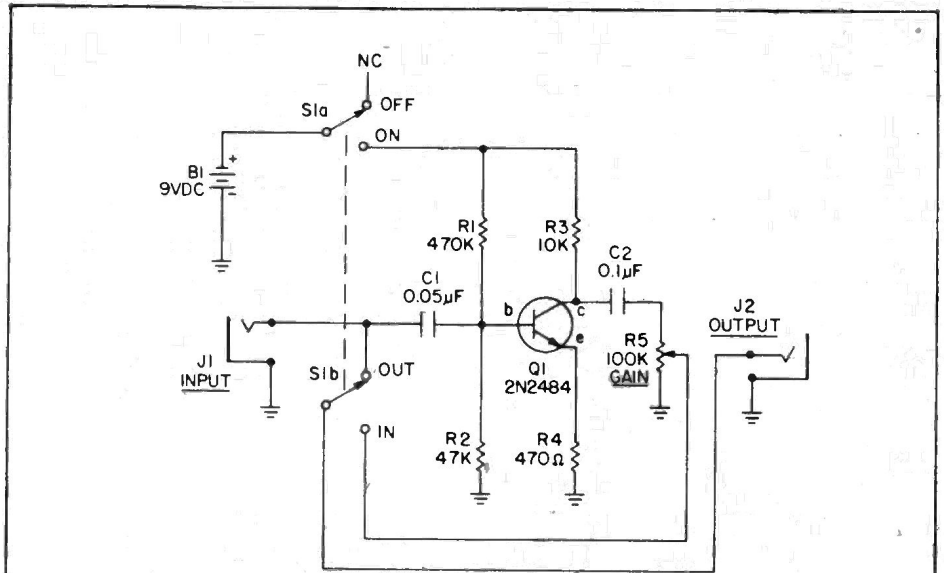 NC
S1a
OFF
ON
+
B1
9VDC
-
R1
470K
R3
10K
C2
0.1µF
C1
0.05µF
b
c
e
J2
OUTPUT
R5
100K
GAIN
J1
INPUT
S1b
OUT
Q1
2N2484
IN
R2
47K
R4
470Ω